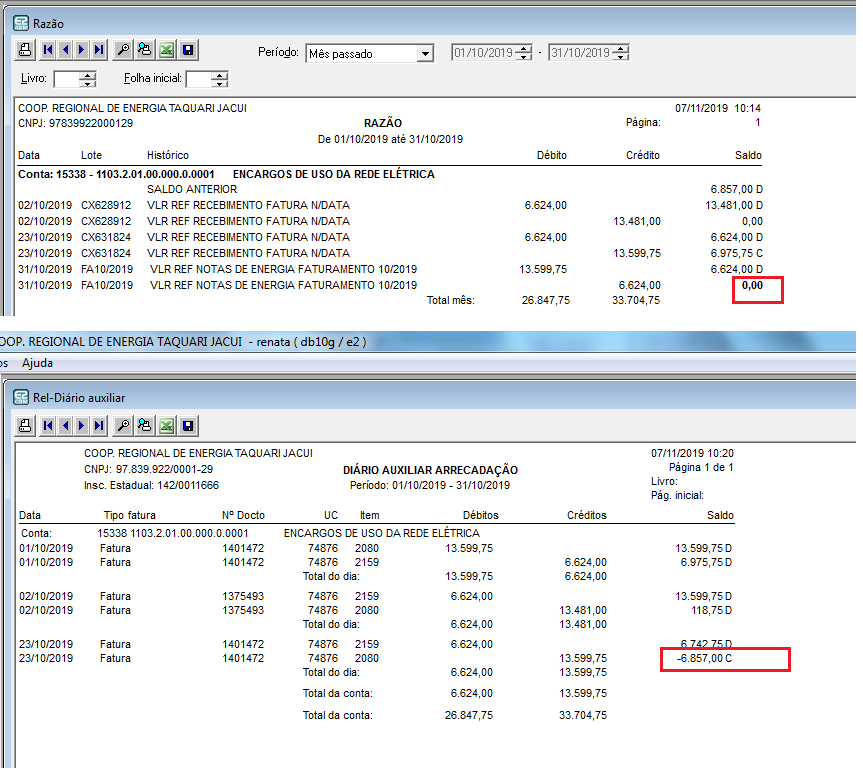 Razão
Período: Mês passado 01/10/2019 - 31/10/2019
Livro: Folha inicial:
COOP. REGIONAL DE ENERGIA TAQUARI JACUI 07/11/2019 10:14
CNPJ: 97839922000129 RAZÃO Página: 1
De 01/10/2019 até 31/10/2019
Data Lote Histórico Débito Crédito Saldo
Conta: 15338 - 1103.2.01.00.000.0.0001 ENCARGOS DE USO DA REDE ELÉTRICA
SALDO ANTERIOR 6.857,00 D
02/10/2019 CX628912 VLR REF RECEBIMENTO FATURA N/DATA 6.624,00 13.481,00 D
02/10/2019 CX628912 VLR REF RECEBIMENTO FATURA N/DATA 13.481,00 0,00
23/10/2019 CX631824 VLR REF RECEBIMENTO FATURA N/DATA 6.624,00 6.624,00 D
23/10/2019 CX631824 VLR REF RECEBIMENTO FATURA N/DATA 13.599,75 6.975,75 C
31/10/2019 FA10/2019 VLR REF NOTAS DE ENERGIA FATURAMENTO 10/2019 13.599,75 6.624,00 D
31/10/2019 FA10/2019 VLR REF NOTAS DE ENERGIA FATURAMENTO 10/2019 6.624,00 0,00
Total mês: 26.847,75 33.704,75
OOP. REGIONAL DE ENERGIA TAQUARI JACUI - renata ( db10g / e2 )
os Ajuda
Rel-Diário auxiliar
COOP. REGIONAL DE ENERGIA TAQUARI JACUI 07/11/2019 10:20
CNPJ: 97.839.922/0001-29 DIÁRIO AUXILIAR ARRECADAÇÃO Página 1 de 1
Insc. Estadual: 142/0011666 Período: 01/10/2019 - 31/10/2019 Livro:
Pág. inicial:
Data Tipo fatura Nº Docto UC Item Débitos Créditos Saldo
Conta: 15338 1103.2.01.00.000.0.0001 ENCARGOS DE USO DA REDE ELÉTRICA
01/10/2019 Fatura 1401472 74876 2080 13.599,75 13.599,75 D
01/10/2019 Fatura 1401472 74876 2159 6.624,00 6.975,75 D
Total do dia: 13.599,75 6.624,00
02/10/2019 Fatura 1375493 74876 2159 6.624,00 13.599,75 D
02/10/2019 Fatura 1375493 74876 2080 13.481,00 118,75 D
Total do dia: 6.624,00 13.481,00
23/10/2019 Fatura 1401472 74876 2159 6.624,00 6.742,75 D
23/10/2019 Fatura 1401472 74876 2080 13.599,75 -6.857,00 C
Total do dia: 6.624,00 13.599,75
Total da conta: 6.624,00 13.599,75
Total da conta: 26.847,75 33.704,75